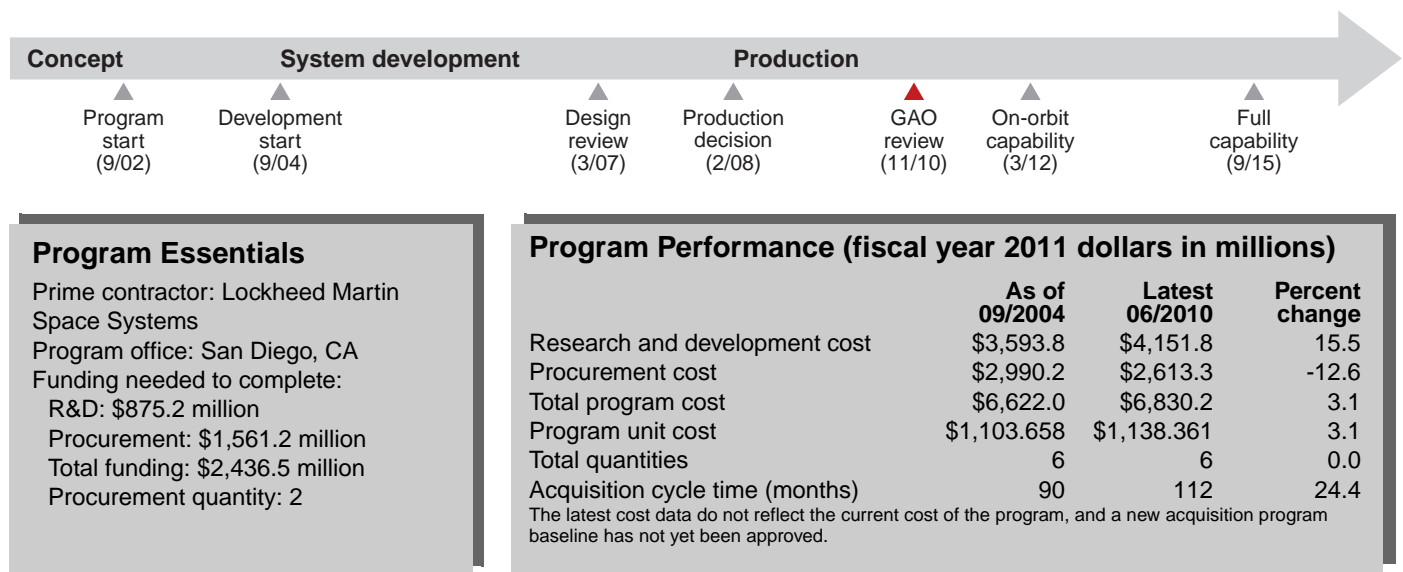 Concept System development Production
Program start (9/02)
Development start (9/04)
Design review (3/07)
Production decision (2/08)
GAO review (11/10)
On-orbit capability (3/12)
Full capability (9/15)
Program Essentials
Prime contractor: Lockheed Martin
Space Systems
Program office: San Diego, CA
Funding needed to complete:
R&D: $875.2 million
Procurement: $1,561.2 million
Total funding: $2,436.5 million
Procurement quantity: 2
Program Performance (fiscal year 2011 dollars in millions)
As of Latest Percent
09/2004 06/2010 change
Research and development cost $3,593.8 $4,151.8 15.5
Procurement cost $2,990.2 $2,613.3 -12.6
Total program cost $6,622.0 $6,830.2 3.1
Program unit cost $1,103.658 $1,138.361 3.1
Total quantities 6 6 0.0
Acquisition cycle time (months) 90 112 24.4
The latest cost data do not reflect the current cost of the program, and a new acquisition program
baseline has not yet been approved.